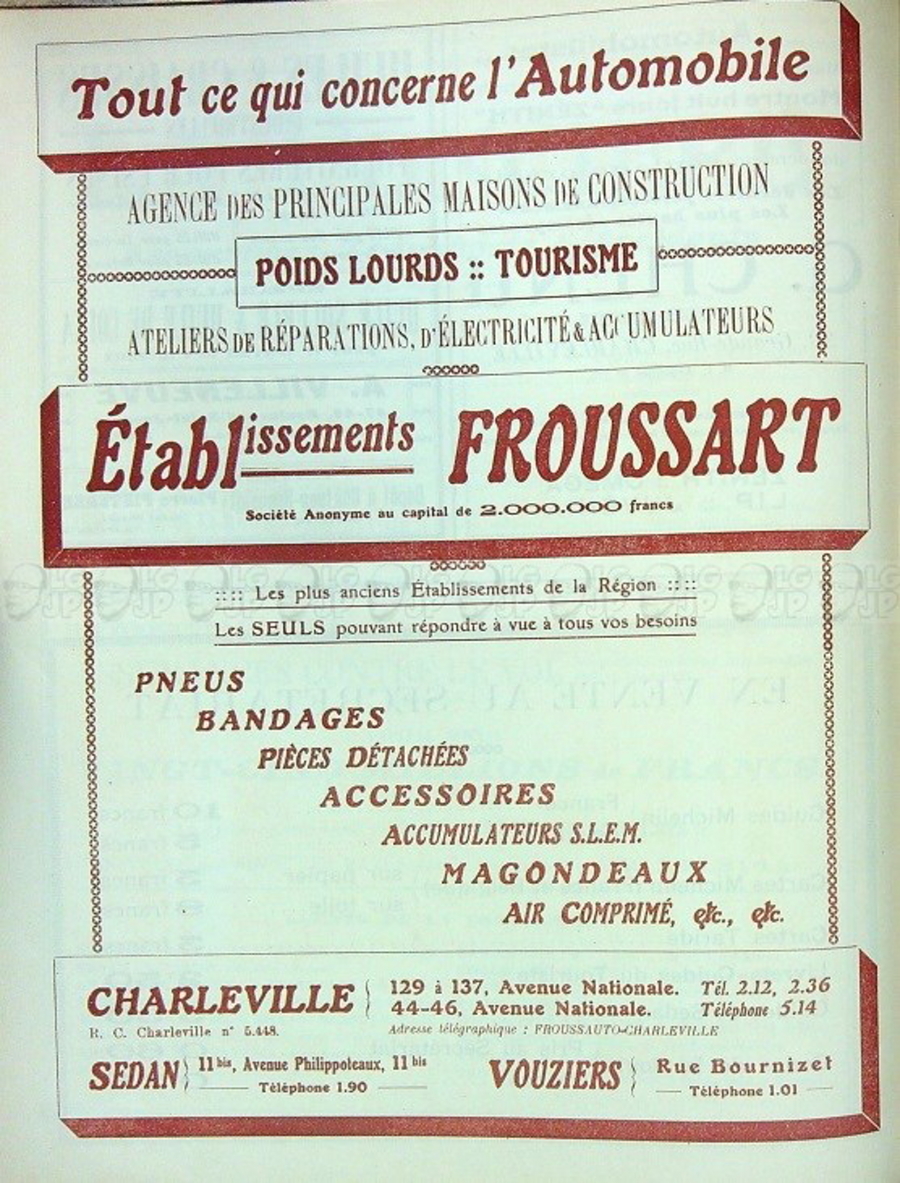 Tout ce qui concerne l'Automobile
AGENCE DES PRINCIPALES MAISONS DE CONSTRUCTION
POIDS LOURDS :: TOURISME
ATELIERS DE RÉPARATIONS, D'ÉLECTRICITÉ & ACCUMULATEURS
Établissements FROUSSART
Société Anonyme au capital de 2.000.000 francs
:::: Les plus anciens Établissements de la Région ::::
Les SEULS pouvant répondre à vue à tous vos besoins
PNEUS
BANDAGES
PIÈCES DÉTACHÉES
ACCESSOIRES
ACCUMULATEURS S.L.E.M.
MAGONDEAUX
AIR COMPRIMÉ, etc., etc.
CHARLEVILLE { 129 à 137, Avenue Nationale. Tél. 2.12, 2.36
44-46, Avenue Nationale. Téléphone 5.14
R. C. Charleville n° 5.448. Adresse télégraphique : FROUSSAUTO-CHARLEVILLE
SEDAN { 11 bis, Avenue Philippoteaux, 11 bis
Téléphone 1.90
VOUZIERS { Rue Bournizet
Téléphone 1.01